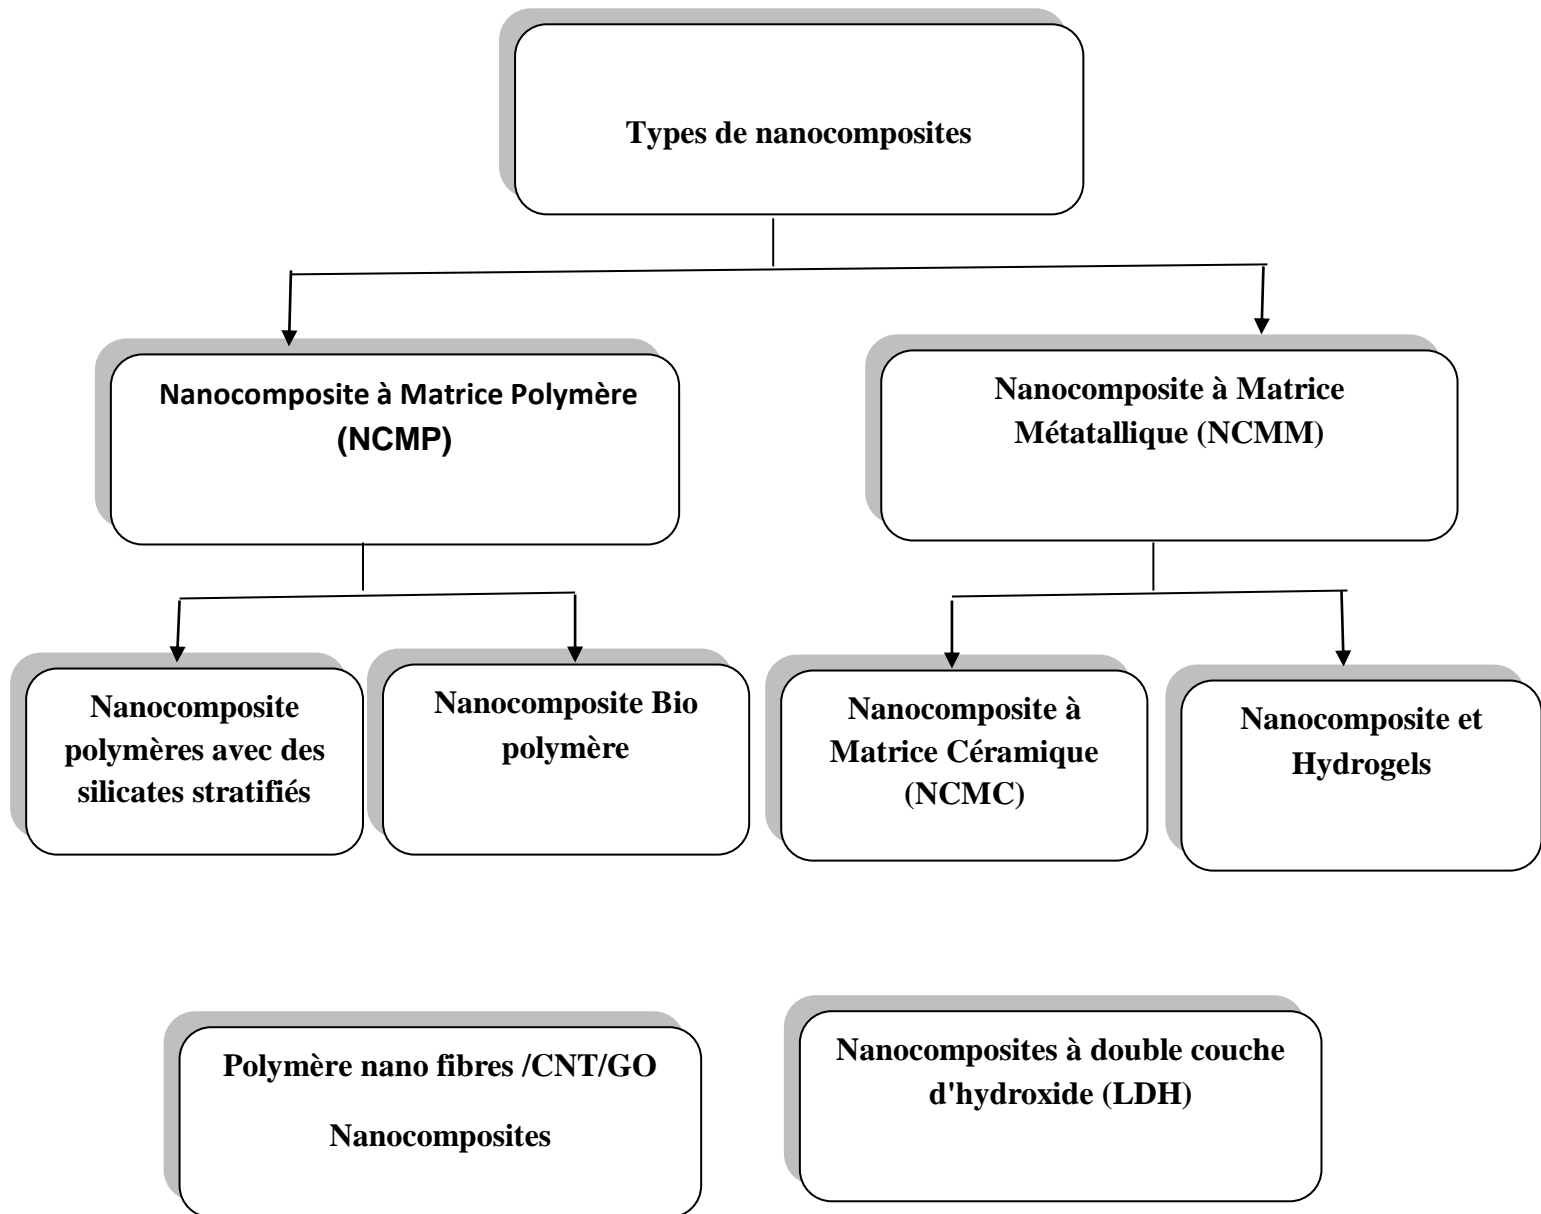 Types de nanocomposites
Nanocomposite à Matrice Polymère
(NCMP)
Nanocomposite à Matrice
Métatallique (NCMM)
Nanocomposite
polymères avec des
silicates stratifiés
Nanocomposite Bio
polymère
Nanocomposite à
Matrice Céramique
(NCMC)
Nanocomposite et
Hydrogels
Polymère nano fibres /CNT/GO
Nanocomposites
Nanocomposites à double couche
d'hydroxide (LDH)